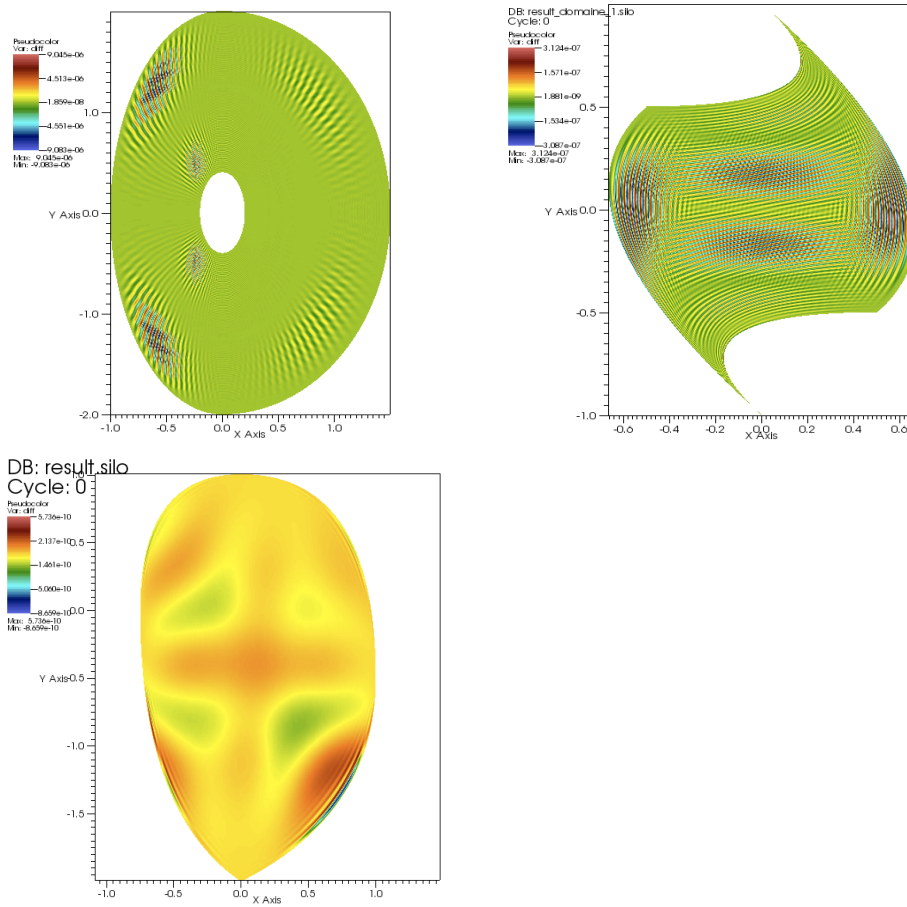 Pseudocolor
Var: diff
9.045e-06
4.513e-06
-1.859e-08
-4.551e-06
-9.083e-06
Max: 9.045e-06
Min: -9.083e-06
1.0
Y Axis
0.0
-1.0
-2.0
-1.0
-0.5
0.0
0.5
1.0
X Axis
DB: result_domaine_1.silo
Cycle: 0
Pseudocolor
Var: diff
3.124e-07
1.571e-07
1.881e-09
-1.534e-07
-3.087e-07
Max: 3.124e-07
Min: -3.087e-07
0.5
Y Axis
0.0
-0.5
-1.0
-0.6
-0.4
-0.2
0.0
0.2
0.4
0.6
X Axis
DB: result.silo
Cycle: 0
Pseudocolor
Var: diff
5.736e-10
2.137e-10
-1.461e-10
-5.060e-10
-8.659e-10
Max: 5.736e-10
Min: -8.659e-10
1.0
0.5
0.0
Y Axis
-0.5
-1.0
-1.5
-1.0
-0.5
0.0
0.5
1.0
X Axis